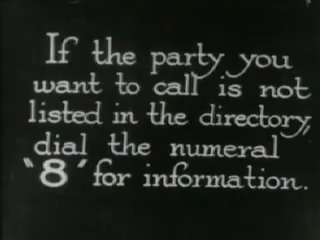 If the party you
want to call is not
listed in the directory,
dial the numeral
"8" for information.